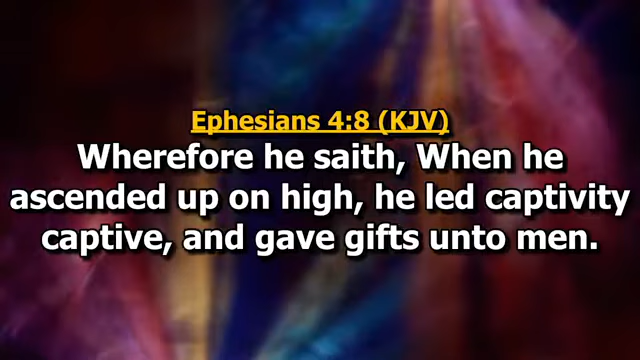 Ephesians 4:8 (KJV)
Wherefore he saith, When he
ascended up on high, he led captivity
captive, and gave gifts unto men.